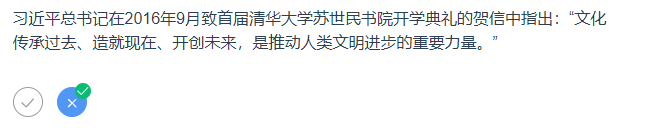 习近平总书记在2016年9月致首届清华大学苏世民书院开学典礼的贺信中指出：“文化
传承过去、造就现在、开创未来，是推动人类文明进步的重要力量。”